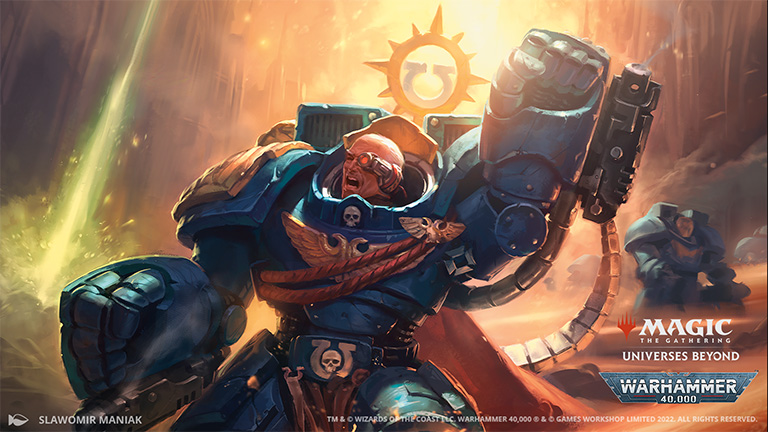 MAGIC
THE GATHERING
UNIVERSES BEYOND
WARHAMMER
40,000
SLAWOMIR MANIAK
TM & © WIZARDS OF THE COAST LLC. WARHAMMER 40,000 ® & © GAMES WORKSHOP LIMITED 2022. ALL RIGHTS RESERVED.